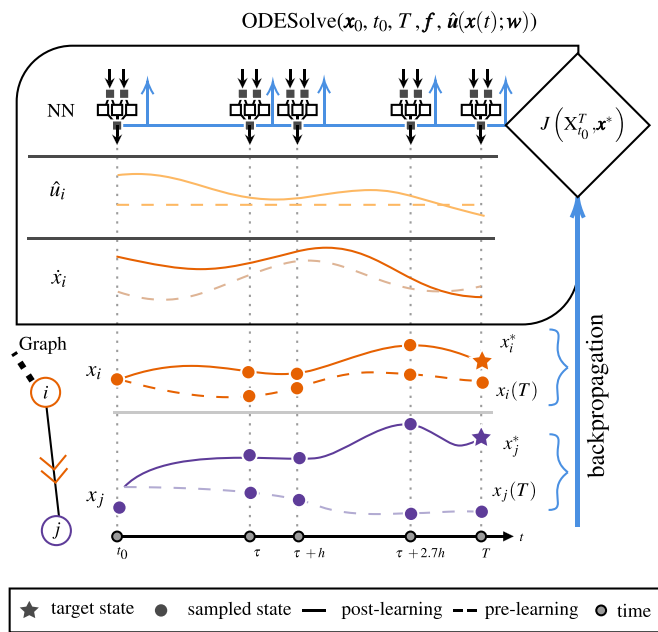 ODESolve(𝒙₀, t₀, T, 𝒇, û(𝒙(t); 𝒘))
NN
J(X_{t₀}^T, 𝒙*)
û_i
ẋ_i
Graph
i
j
x_i
x_i*
x_i(T)
x_j
x_j*
x_j(T)
backpropagation
t₀ τ τ + h τ + 2.7h T t
target state sampled state post-learning pre-learning time